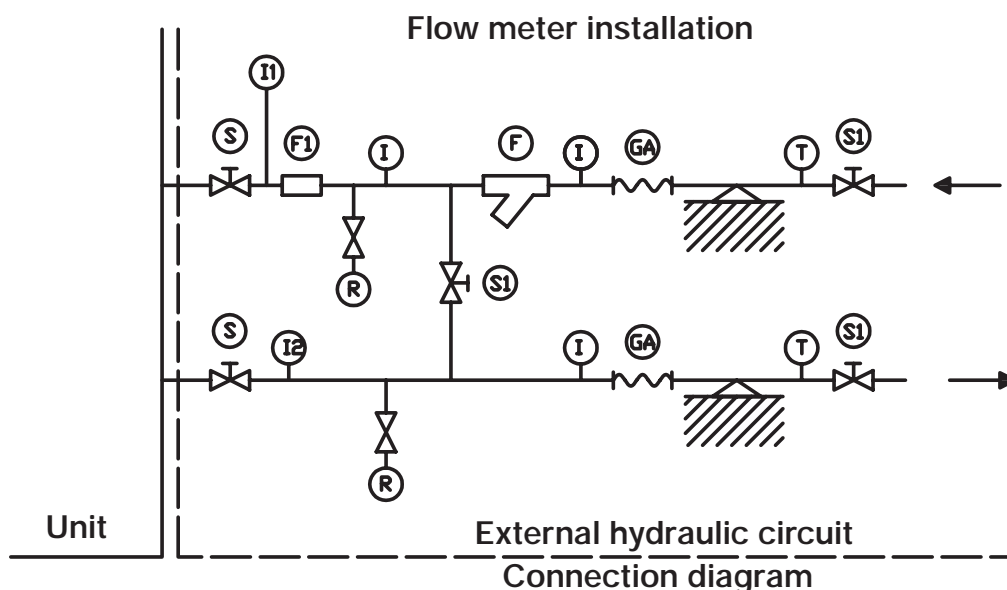 Flow meter installation
I1
S F1 I F I GA T S1
R S1
S I2 I GA T S1
R
Unit
External hydraulic circuit
Connection diagram